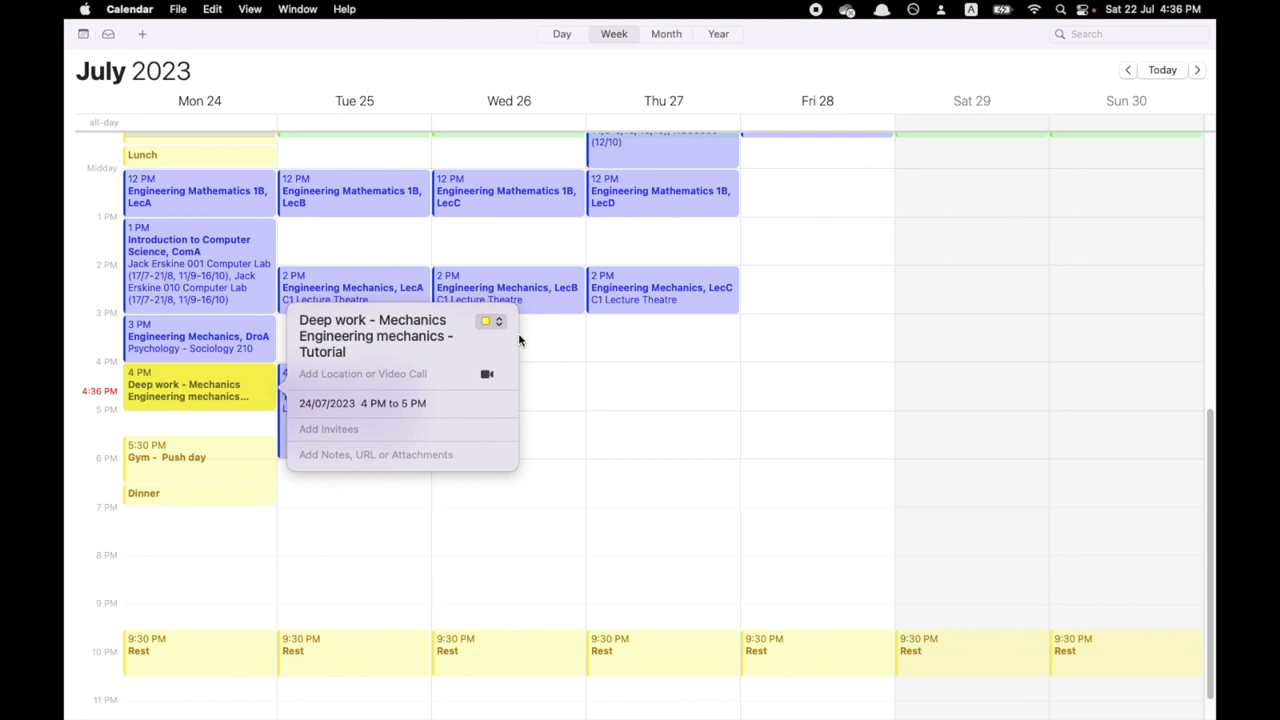 Calendar File Edit View Window Help
A
Sat 22 Jul 4:36 PM
Day Week Month Year
Search
July 2023
Today
Mon 24 Tue 25 Wed 26 Thu 27 Fri 28 Sat 29 Sun 30
all-day
Midday
1 PM
2 PM
3 PM
4 PM
4:36 PM
5 PM
6 PM
7 PM
8 PM
9 PM
10 PM
11 PM
Lunch
12 PM
Engineering Mathematics 1B,
LecA
1 PM
Introduction to Computer
Science, ComA
Jack Erskine 001 Computer Lab
(17/7-21/8, 11/9-16/10), Jack
Erskine 010 Computer Lab
(17/7-21/8, 11/9-16/10)
3 PM
Engineering Mechanics, DroA
Psychology - Sociology 210
4 PM
Deep work - Mechanics
Engineering mechanics...
5:30 PM
Gym - Push day
Dinner
9:30 PM
Rest
12 PM
Engineering Mathematics 1B,
LecB
2 PM
Engineering Mechanics, LecA
C1 Lecture Theatre
Deep work - Mechanics
Engineering mechanics -
Tutorial
Add Location or Video Call
24/07/2023 4 PM to 5 PM
Add Invitees
Add Notes, URL or Attachments
9:30 PM
Rest
12 PM
Engineering Mathematics 1B,
LecC
2 PM
Engineering Mechanics, LecB
C1 Lecture Theatre
9:30 PM
Rest
(12/10)
12 PM
Engineering Mathematics 1B,
LecD
2 PM
Engineering Mechanics, LecC
C1 Lecture Theatre
9:30 PM
Rest
9:30 PM
Rest
9:30 PM
Rest
9:30 PM
Rest